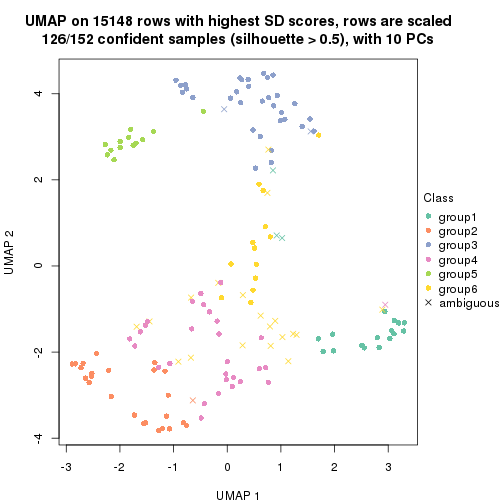 UMAP on 15148 rows with highest SD scores, rows are scaled
126/152 confident samples (silhouette > 0.5), with 10 PCs
4
2
0
-2
-4
UMAP 2
-3
-2
-1
0
1
2
3
UMAP 1
Class
group1
group2
group3
group4
group5
group6
ambiguous